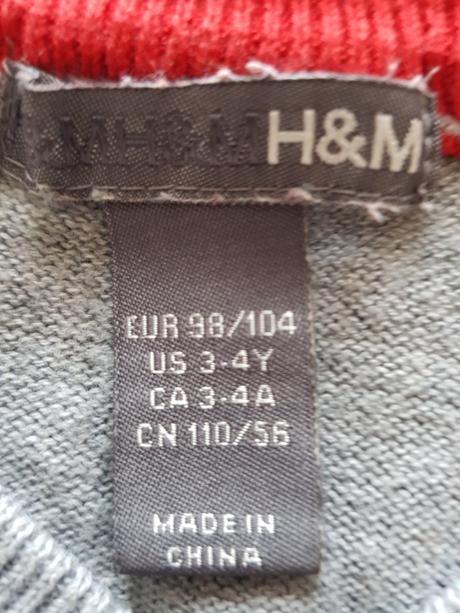 H&M H&M H&M
EUR 98/104
US 3-4Y
CA 3-4A
CN 110/56
MADE IN
CHINA